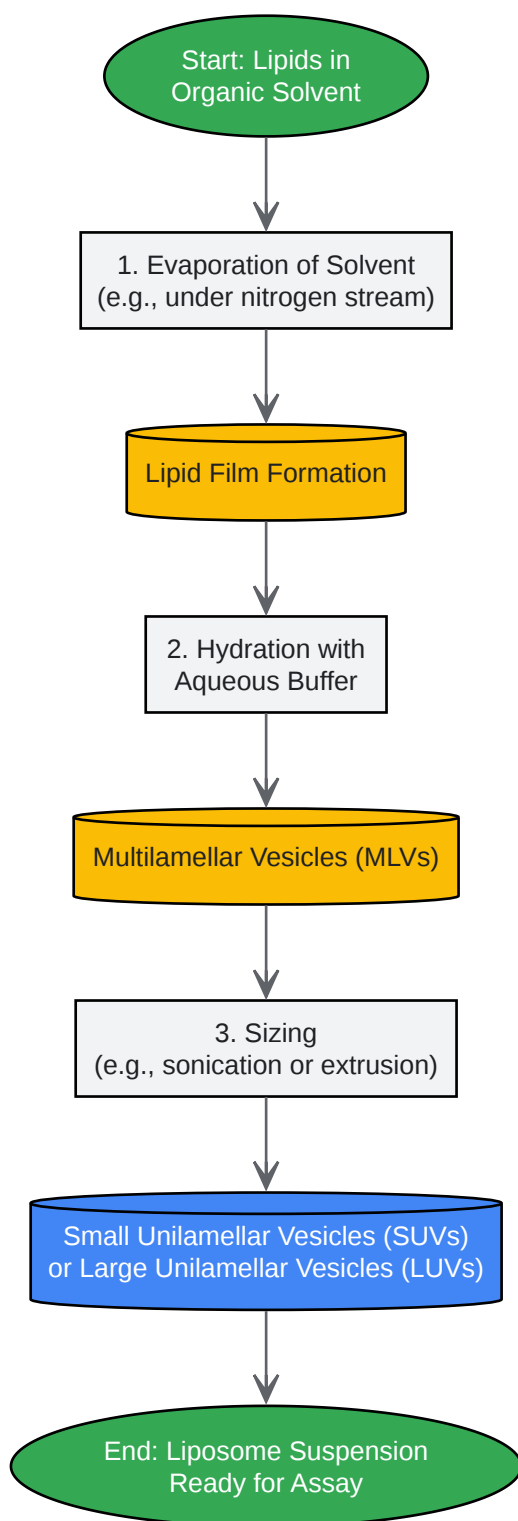 Start: Lipids in
Organic Solvent
1. Evaporation of Solvent
(e.g., under nitrogen stream)
Lipid Film Formation
2. Hydration with
Aqueous Buffer
Multilamellar Vesicles (MLVs)
3. Sizing
(e.g., sonication or extrusion)
Small Unilamellar Vesicles (SUVs)
or Large Unilamellar Vesicles (LUVs)
End: Liposome Suspension
Ready for Assay